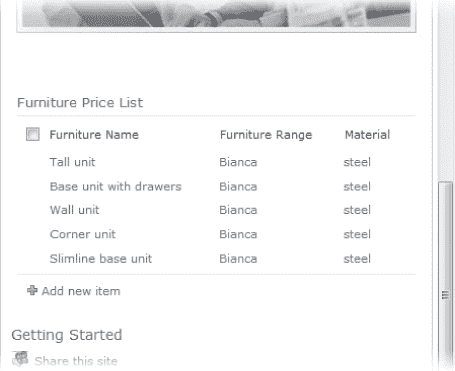 Furniture Price List
Furniture Name Furniture Range Material
Tall unit Bianca steel
Base unit with drawers Bianca steel
Wall unit Bianca steel
Corner unit Bianca steel
Slimline base unit Bianca steel
Add new item
Getting Started
Share this site